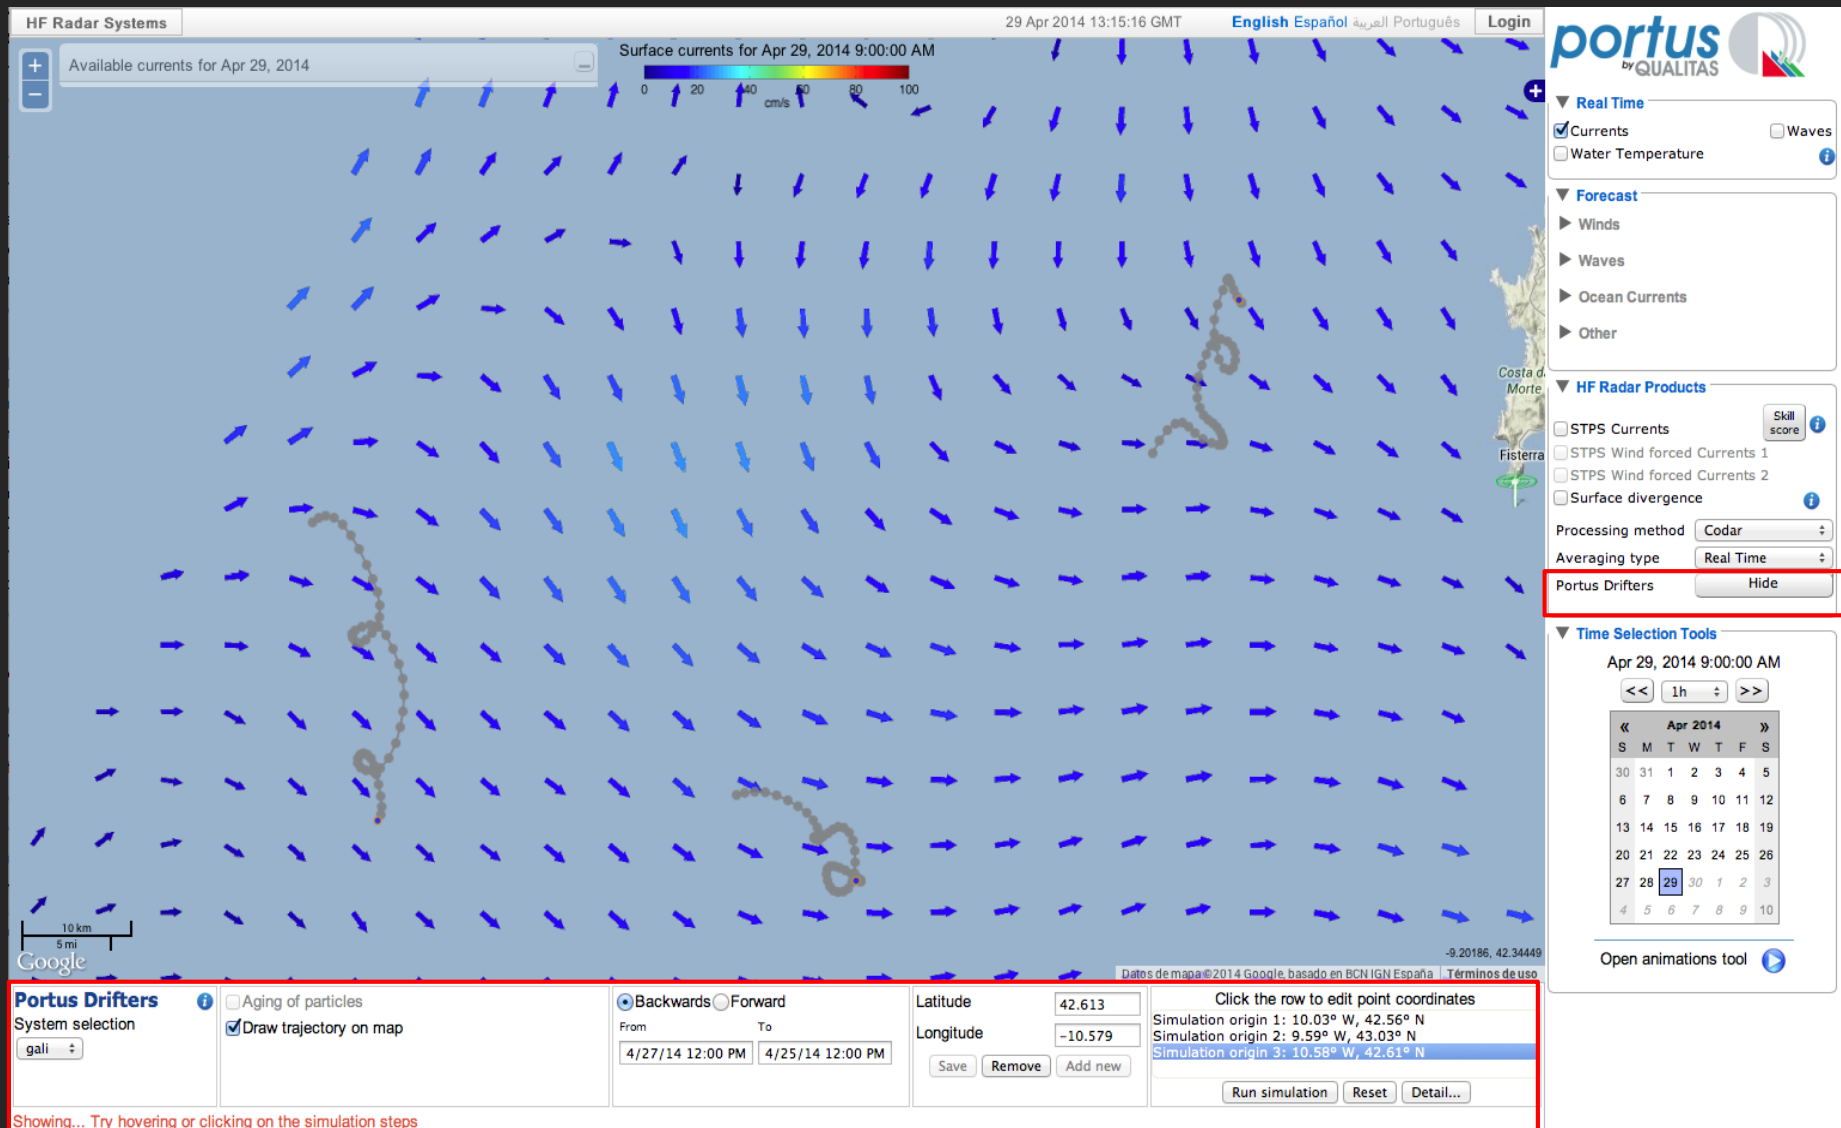 HF Radar Systems
29 Apr 2014 13:15:16 GMT
English Español العربية Português
Login
Available currents for Apr 29, 2014
Surface currents for Apr 29, 2014 9:00:00 AM
0 20 40 60 80 100
cm/s
portus
by QUALITAS
Real Time
Currents
Waves
Water Temperature
Forecast
Winds
Waves
Ocean Currents
Other
HF Radar Products
STPS Currents
Skill score
STPS Wind forced Currents 1
STPS Wind forced Currents 2
Surface divergence
Processing method Codar
Averaging type Real Time
Portus Drifters Hide
Time Selection Tools
Apr 29, 2014 9:00:00 AM
<< 1h >>
« Apr 2014 »
S M T W T F S
30 31 1 2 3 4 5
6 7 8 9 10 11 12
13 14 15 16 17 18 19
20 21 22 23 24 25 26
27 28 29 30 1 2 3
4 5 6 7 8 9 10
Open animations tool
Costa d
Morte
Fisterra
10 km
5 mi
Google
-9.20186, 42.34449
Datos de mapa ©2014 Google, basado en BCN IGN España
Términos de uso
Portus Drifters
System selection
gali
Aging of particles
Draw trajectory on map
Backwards Forward
From To
4/27/14 12:00 PM 4/25/14 12:00 PM
Latitude 42.613
Longitude -10.579
Save Remove Add new
Click the row to edit point coordinates
Simulation origin 1: 10.03° W, 42.56° N
Simulation origin 2: 9.59° W, 43.03° N
Simulation origin 3: 10.58° W, 42.61° N
Run simulation Reset Detail...
Showing... Try hovering or clicking on the simulation steps